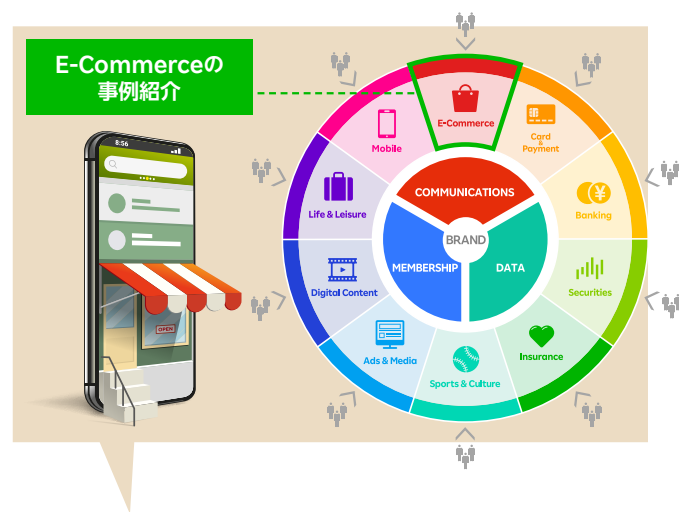 E-Commerceの
事例紹介
8:56
OPEN
E-Commerce
Card
&
Payment
Banking
Securities
Insurance
Sports & Culture
Ads & Media
Digital Content
Life & Leisure
Mobile
COMMUNICATIONS
BRAND
MEMBERSHIP
DATA